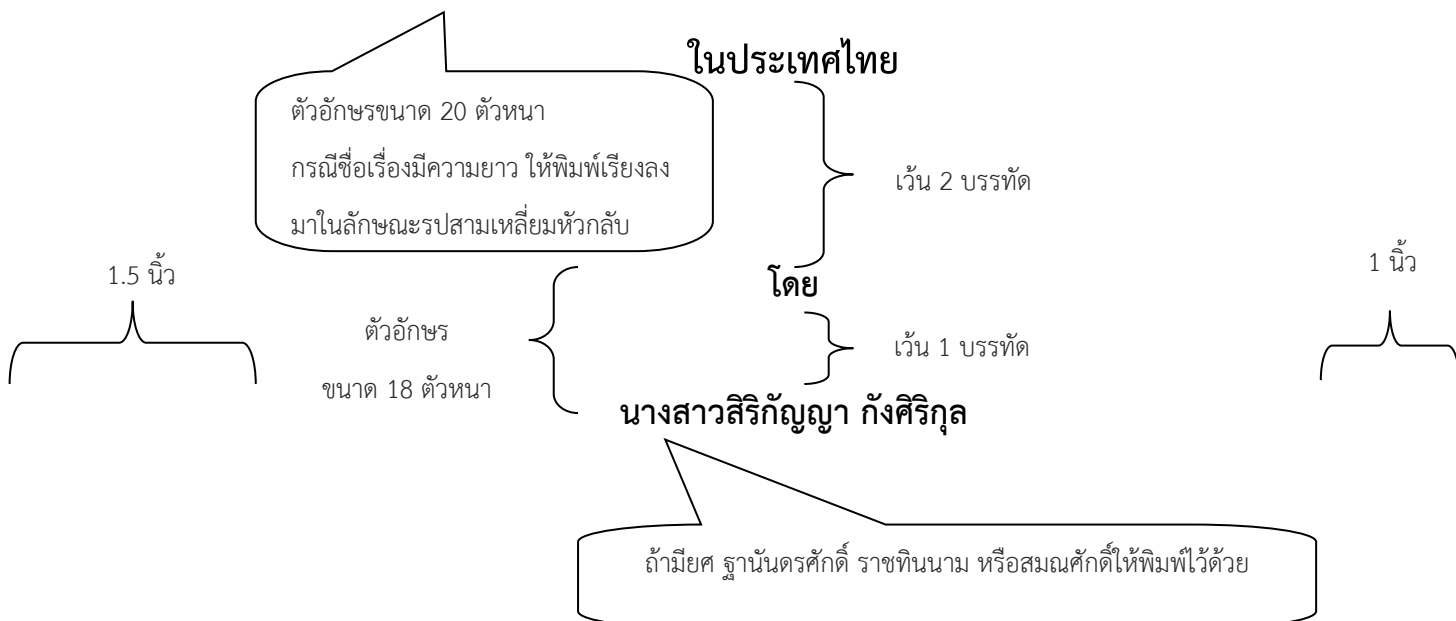 ในประเทศไทย
ตัวอักษรขนาด 20 ตัวหนา
กรณีชื่อเรื่องมีความยาว ให้พิมพ์เรียงลง
มาในลักษณะรปสามเหลี่ยมหัวกลับ
เว้น 2 บรรทัด
1.5 นิ้ว
1 นิ้ว
โดย
ตัวอักษร
ขนาด 18 ตัวหนา
เว้น 1 บรรทัด
นางสาวสิริกัญญา กังศิริกุล
ถ้ามียศ ฐานันดรศักดิ์ ราชทินนาม หรือสมณศักดิ์ให้พิมพ์ไว้ด้วย